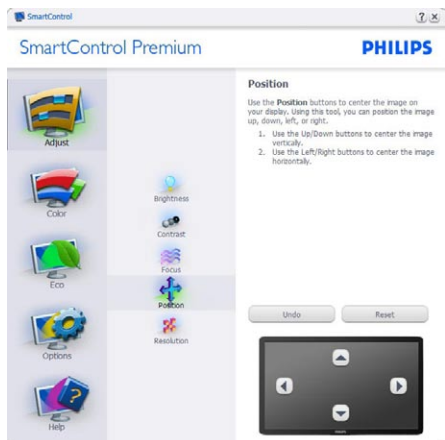 SmartControl
SmartControl Premium
PHILIPS
Adjust
Color
Eco
Options
Help
Brightness
Contrast
Focus
Position
Resolution
Position
Use the Position buttons to center the image on
your display. Using this tool, you can position the image
up, down, left, or right.
1. Use the Up/Down buttons to center the image
vertically.
2. Use the Left/Right buttons to center the image
horizontally.
Undo
Reset
PHILIPS